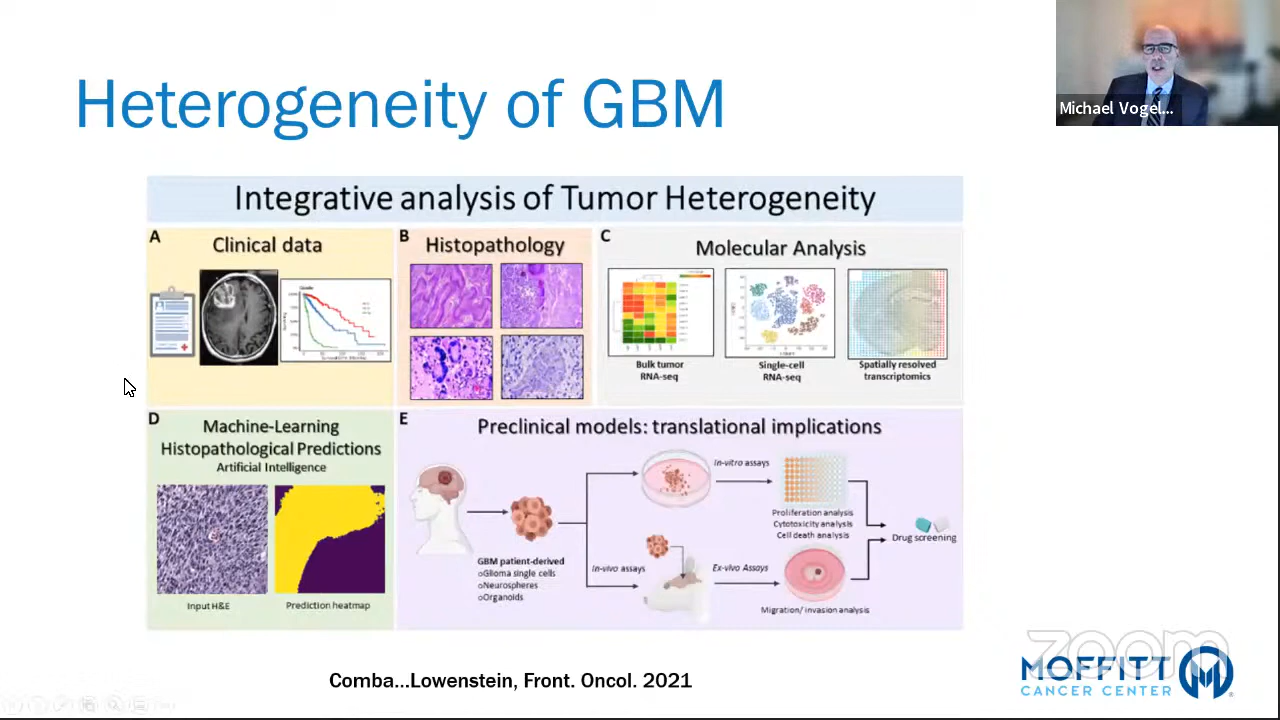 Heterogeneity of GBM
Michael Vogel...
Integrative analysis of Tumor Heterogeneity
A
Clinical data
B
Histopathology
C
Molecular Analysis
Bulk tumor
RNA-seq
Single-cell
RNA-seq
Spatially resolved
transcriptomics
D
Machine-Learning
Histopathological Predictions
Artificial Intelligence
Input H&E
Prediction heatmap
E
Preclinical models: translational implications
GBM patient-derived
oGlioma single cells
oNeurospheres
oOrganoids
In-vitro assays
Proliferation analysis
Cytotoxicity analysis
Cell death analysis
In-vivo assays
Ex-vivo Assays
Migration/ invasion analysis
Drug screening
Comba...Lowenstein, Front. Oncol. 2021
zoom
MOFFITT
CANCER CENTER